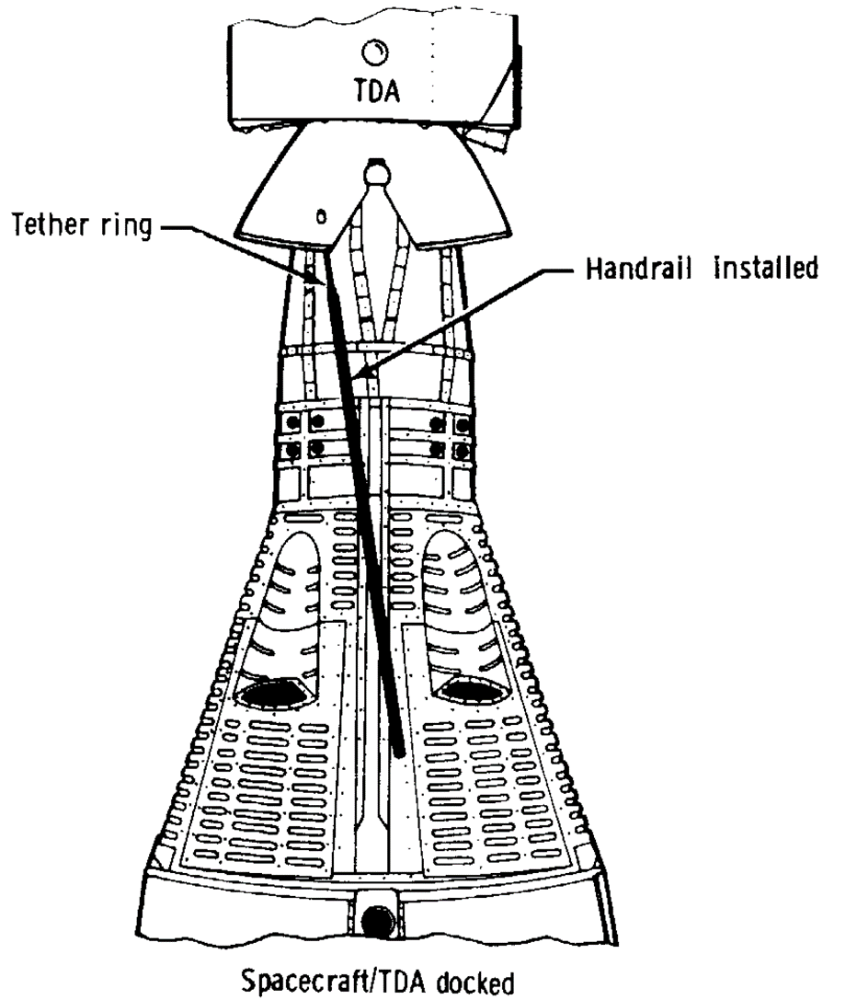 TDA
Tether ring
Handrail installed
Spacecraft/TDA docked